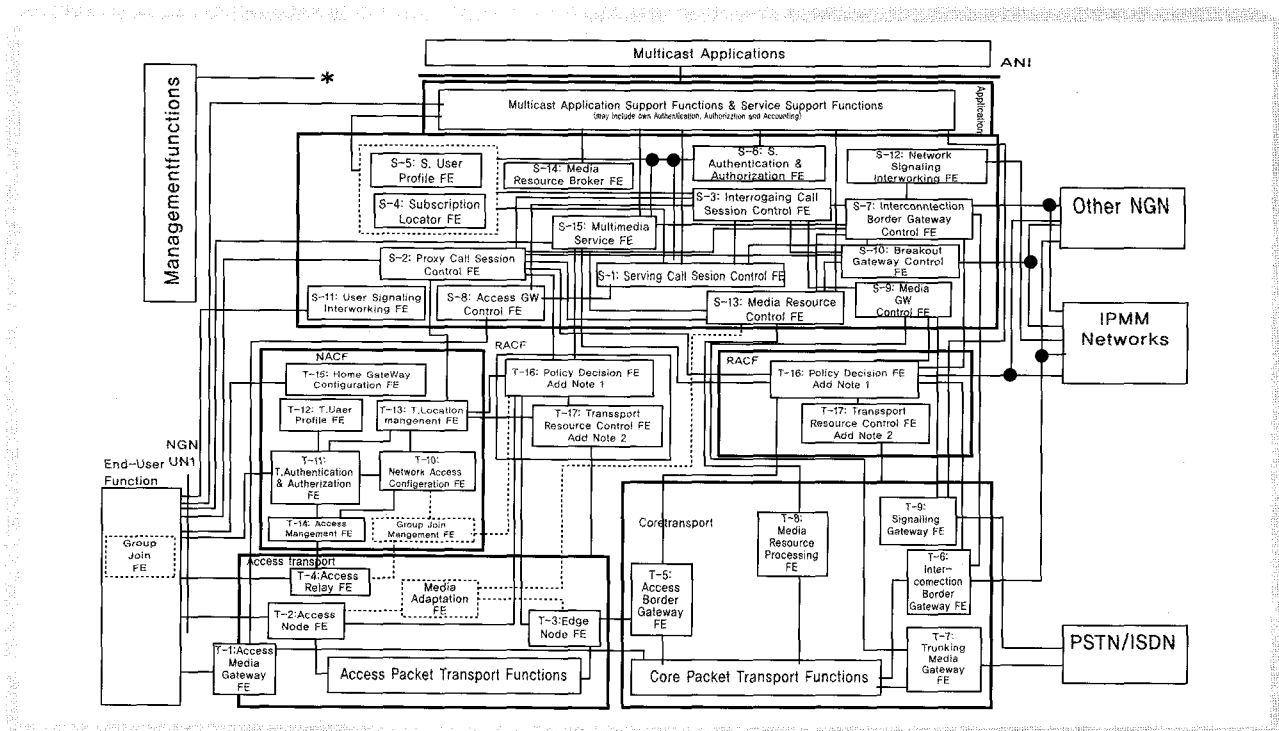 Multicast Applications
ANI
Managementfunctions
*
Multicast Application Support Functions & Service Support Functions
(may Include own Authentication, Authorizztion and Accounting)
Application
S-5: S. User
Profile FE
S-4: Subscription
Locator FE
S-14: Media
Resource Broker FE
S-6: S.
Authentication &
Authorization FE
S-12: Network
Signaling
Interworking FE
S-3: Interrogaing Call
Session Control FE
S-7: Interconntection
Border Gateway
Control FE
S-15: Multimedia
Service FE
S-2: Proxy Call Session
Control FE
S-10: Breakout
Gateway Control
FE
S-1: Serving Call Sesion Control FE
S-11: User Signaling
Interworking FE
S-8: Access GW
Control FE
S-13: Media Resource
Control FE
S-9: Media
GW
Control FE
Other NGN
IPMM
Networks
NACF
RACF
RACF
T-15: Home GateWay
Configuration FE
T-12: T.Uaer
Profile FE
T-13: T.Location
mangenent FE
T-16: Policy Decision FE
Add Note 1
T-17: Transsport
Resource Control FE
Add Note 2
T-16: Policy Decision FE
Add Note 1
T-17: Transsport
Resource Control FE
Add Note 2
NGN
UN1
End-User
Function
T-11:
T.Authentication
& Autherization
FE
T-10:
Network Access
Configeration FE
T-14: Access
Mangement FE
Group Join
Mangement FE
Group
Join
FE
Access transport
T-4:Access
Relay FE
Media
Adaptation
FE
T-2:Access
Node FE
T-3:Edge
Node FE
T-1:Access
Media
Gateway FE
Access Packet Transport Functions
Coretransport
T-5:
Access
Border
Gateway
FE
T-8:
Media
Resource
Processing
FE
T-9:
Signailing
Gateway FE
T-6:
Inter-
comection
Border
Gateway FE
T-7:
Trunking
Media
Gateway
FE
Core Packet Transport Functions
PSTN/ISDN